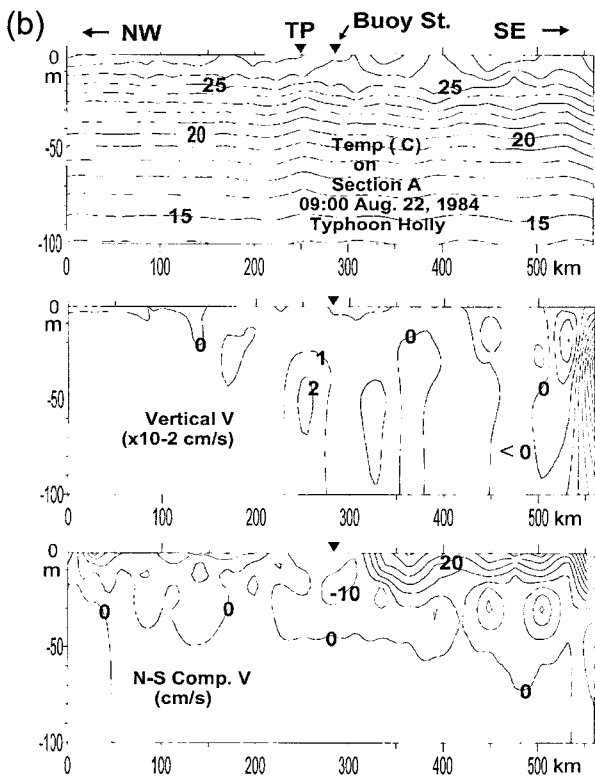 (b)
← NW TP Buoy St. SE →
0
m
-50
-100
25 25
20 20
15 15
Temp ( C)
on
Section A
09:00 Aug. 22, 1984
Typhoon Holly
0 100 200 300 400 500 km
0
m
-50
-100
0 1 0
2 0
< 0
Vertical V
(x10-2 cm/s)
0 100 200 300 400 500 km
0
m
-50
-100
20
-10
0 0 0
0
N-S Comp. V
(cm/s)
0 100 200 300 400 500 km